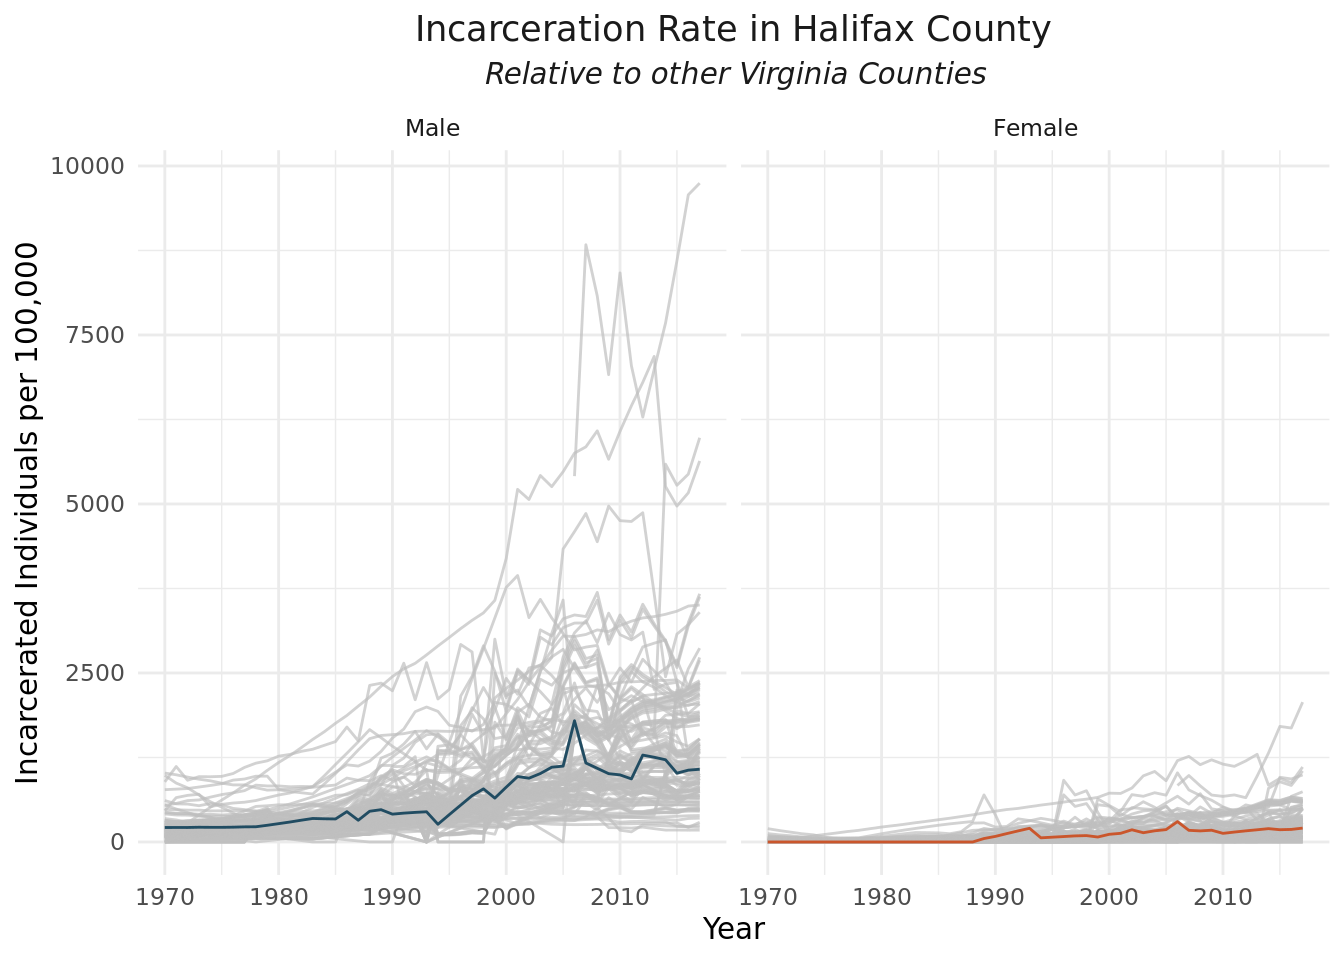 Incarceration Rate in Halifax County
Relative to other Virginia Counties
Male
Female
10000
7500
5000
2500
0
Incarcerated Individuals per 100,000
1970 1980 1990 2000 2010
1970 1980 1990 2000 2010
Year